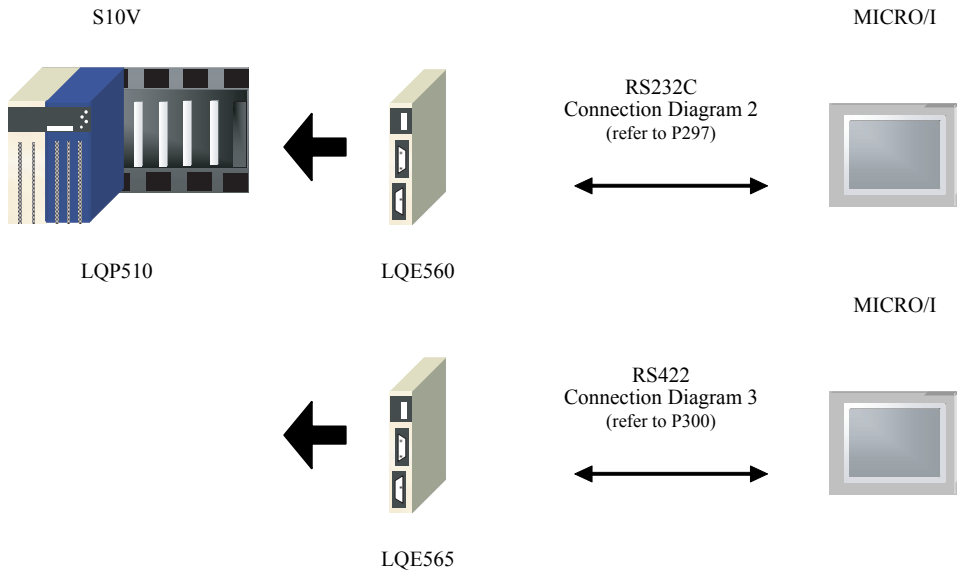 S10V
MICRO/I
RS232C
Connection Diagram 2
(refer to P297)
LQP510
LQE560
MICRO/I
RS422
Connection Diagram 3
(refer to P300)
LQE565